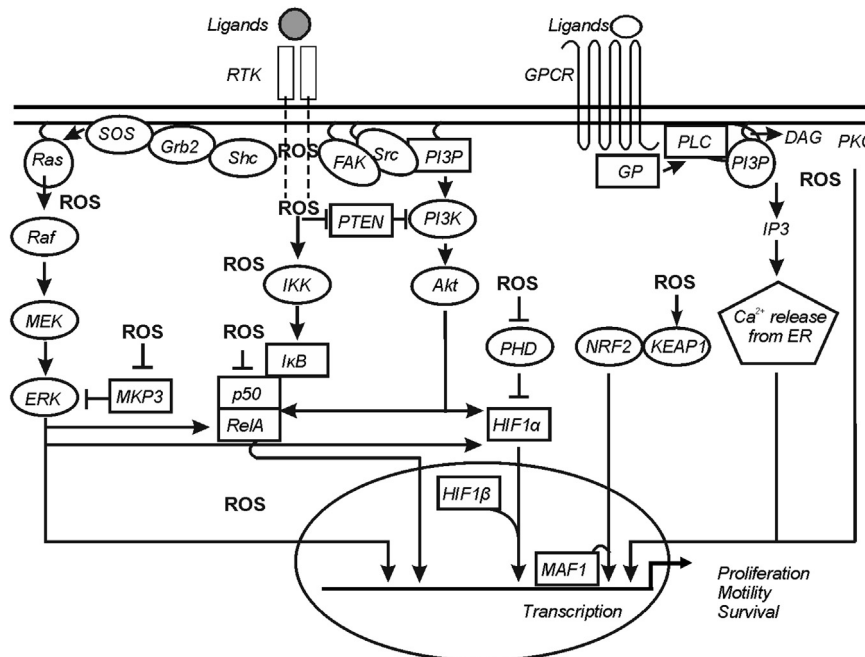 Ligands
Ligands
RTK
GPCR
SOS
Grb2
Shc
Ras
ROS
FAK
Src
PI3P
PLC
DAG
PKC
GP
PI3P
ROS
ROS
ROS
Raf
PTEN
PI3K
IP3
ROS
IKK
Akt
ROS
ROS
MEK
ROS
ROS
Ca²⁺ release
from ER
PHD
NRF2
KEAP1
IκB
ERK
MKP3
p50
RelA
HIF1α
ROS
HIF1β
MAF1
Transcription
Proliferation
Motility
Survival